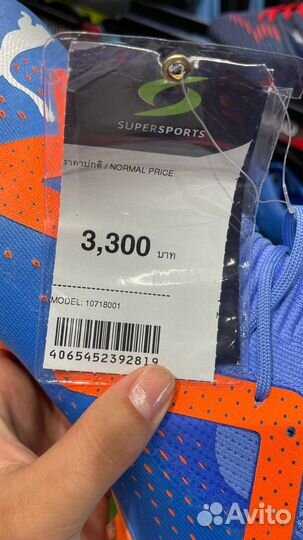 SUPERSPORTS
ราคาปกติ / NORMAL PRICE
3,300 บาท
MODEL: 10718001
4065452392819
Avito